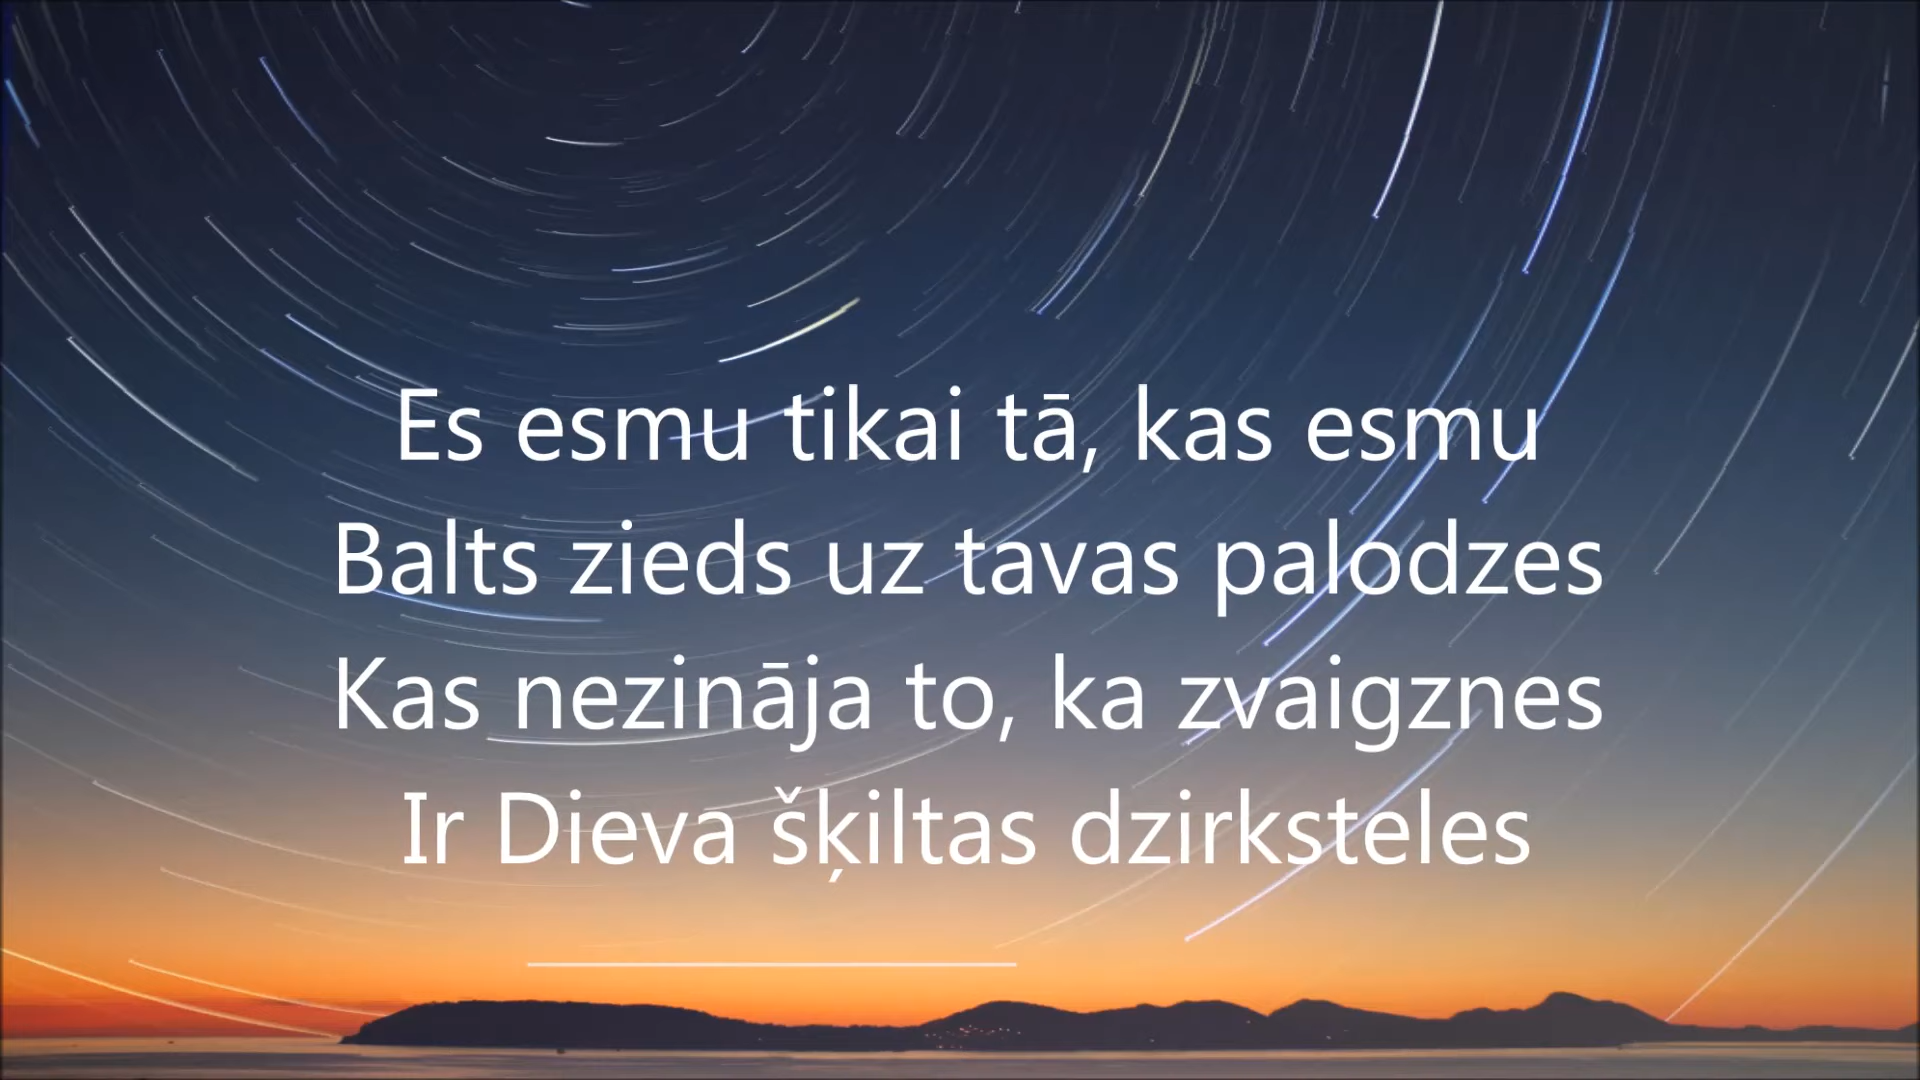 Es esmu tikai tā, kas esmu
Balts zieds uz tavas palodzes
Kas nezināja to, ka zvaigznes
Ir Dieva šķiltas dzirksteles